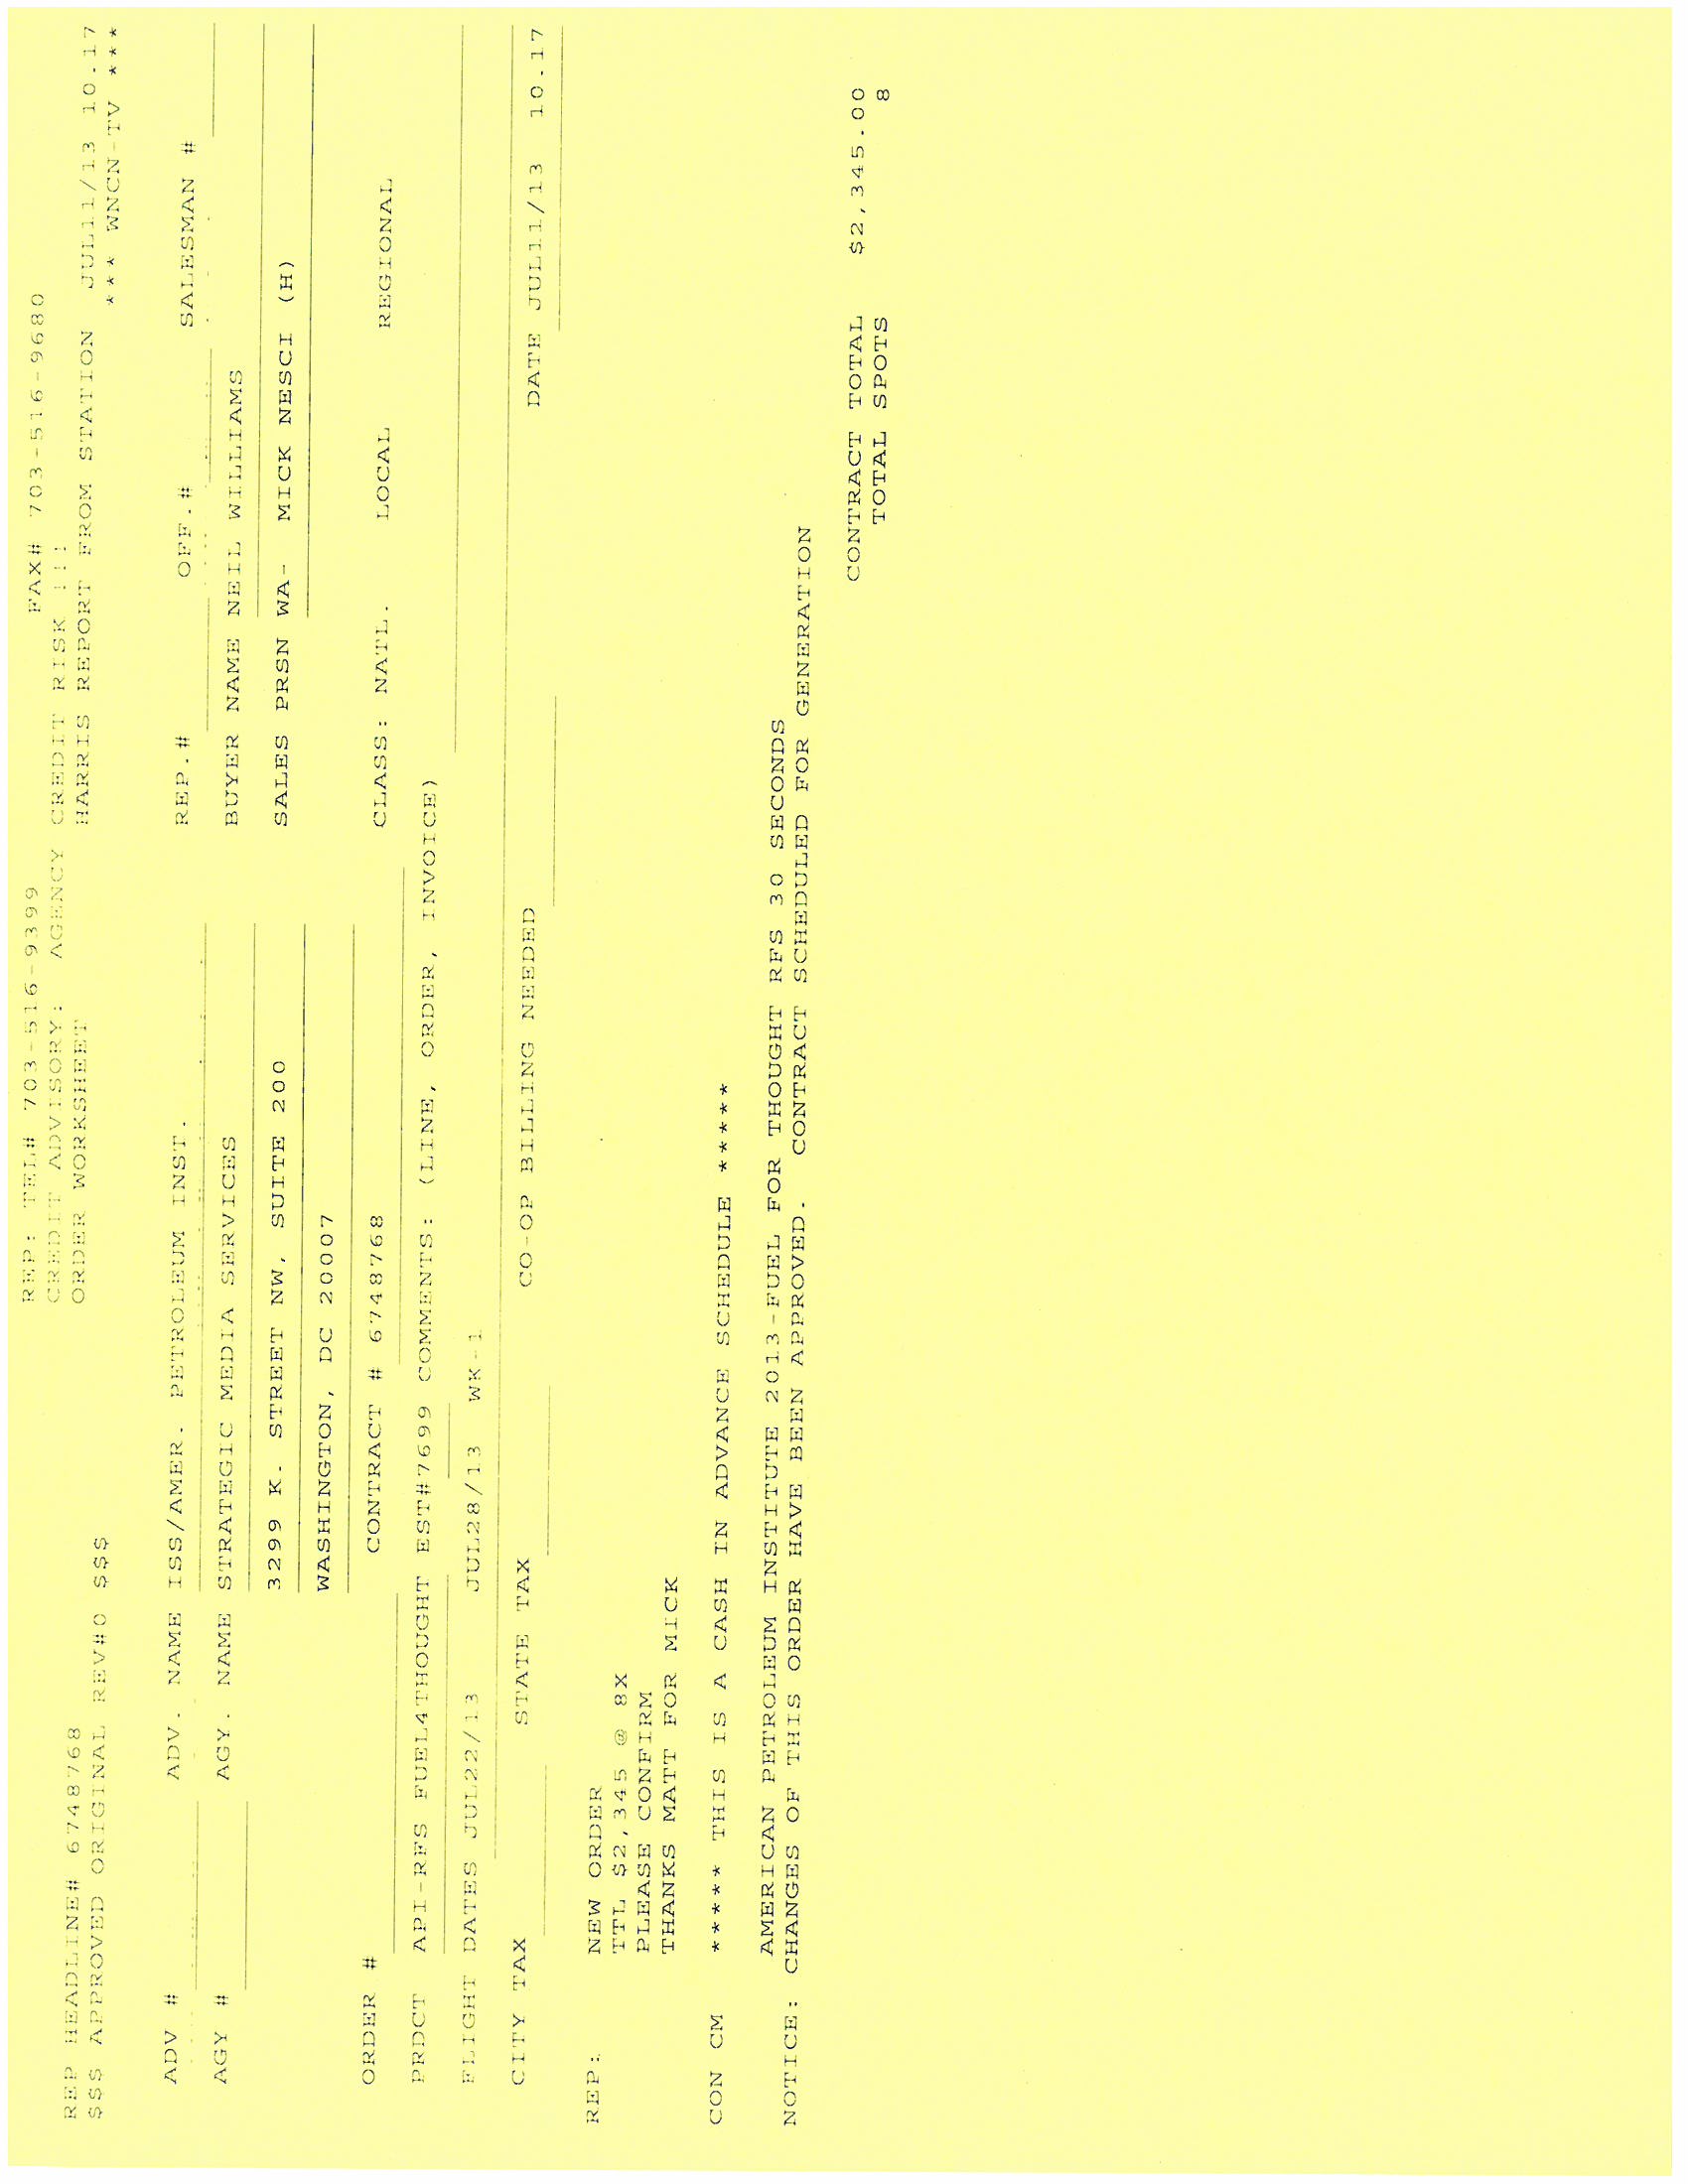 REP: TEL# 703-516-9399 FAX# 703-516-9680
CREDIT ADVISORY: AGENCY CREDIT RISK !!!
REP HEADLINE# 6748768 ORDER WORKSHEET HARRIS REPORT FROM STATION JUL11/13 10.17
$$$ APPROVED ORIGINAL REV#0 $$$ *** WNCN-TV ***
ADV # ADV. NAME ISS/AMER. PETROLEUM INST. REP.# OFF.# SALESMAN #
AGY # AGY. NAME STRATEGIC MEDIA SERVICES BUYER NAME NEIL WILLIAMS
3299 K. STREET NW, SUITE 200 SALES PRSN WA- MICK NESCI (H)
WASHINGTON, DC 20007
ORDER # CONTRACT # 6748768 CLASS: NATL. LOCAL REGIONAL
PRDCT API-RFS FUEL4THOUGHT EST#7699 COMMENTS: (LINE, ORDER, INVOICE)
FLIGHT DATES JUL22/13 JUL28/13 WK-1
CITY TAX STATE TAX CO-OP BILLING NEEDED DATE JUL11/13 10.17
REP: NEW ORDER
TTL $2,345 @ 8X
PLEASE CONFIRM
THANKS MATT FOR MICK
CON CM ***** THIS IS A CASH IN ADVANCE SCHEDULE *****
AMERICAN PETROLEUM INSTITUTE 2013-FUEL FOR THOUGHT RFS 30 SECONDS
NOTICE: CHANGES OF THIS ORDER HAVE BEEN APPROVED. CONTRACT SCHEDULED FOR GENERATION
CONTRACT TOTAL $2,345.00
TOTAL SPOTS 8